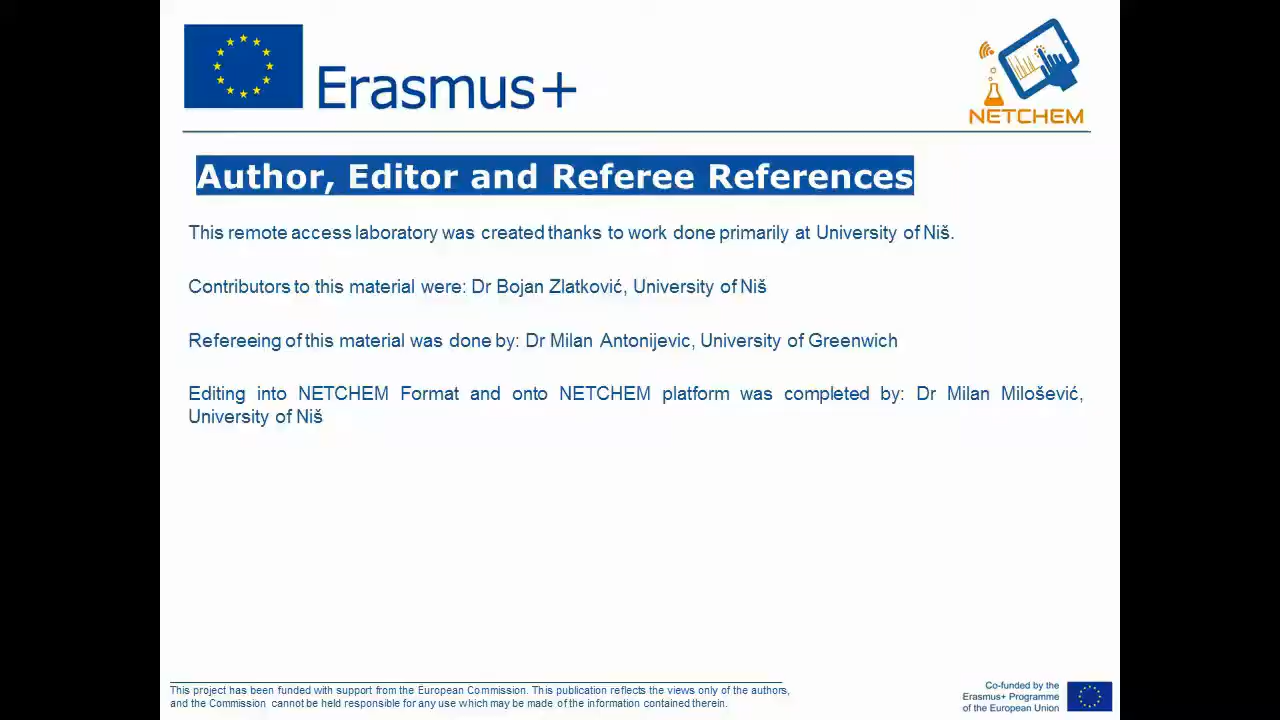 Erasmus+
NETCHEM
Author, Editor and Referee References
This remote access laboratory was created thanks to work done primarily at University of Niš.
Contributors to this material were: Dr Bojan Zlatković, University of Niš
Refereeing of this material was done by: Dr Milan Antonijevic, University of Greenwich
Editing into NETCHEM Format and onto NETCHEM platform was completed by: Dr Milan Milošević,
University of Niš
This project has been funded with support from the European Commission. This publication reflects the views only of the authors,
and the Commission cannot be held responsible for any use which may be made of the information contained therein.
Co-funded by the
Erasmus+ Programme
of the European Union